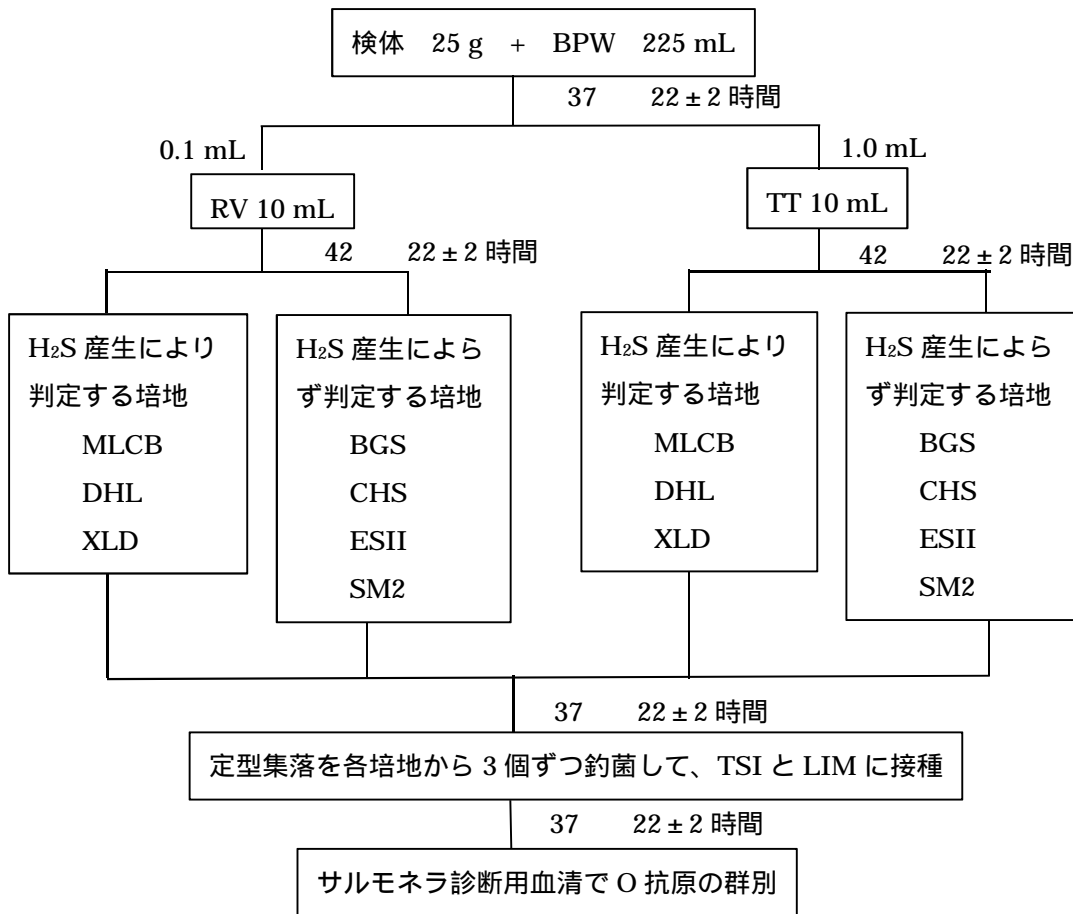 検体 25 g + BPW 225 mL
37 22 ± 2 時間
0.1 mL
1.0 mL
RV 10 mL
TT 10 mL
42 22 ± 2 時間
42 22 ± 2 時間
H₂S 産生により
判定する培地
MLCB
DHL
XLD
H₂S 産生によら
ず判定する培地
BGS
CHS
ESII
SM2
H₂S 産生により
判定する培地
MLCB
DHL
XLD
H₂S 産生によら
ず判定する培地
BGS
CHS
ESII
SM2
37 22 ± 2 時間
定型集落を各培地から 3 個ずつ釣菌して、TSI と LIM に接種
37 22 ± 2 時間
サルモネラ診断用血清で O 抗原の群別